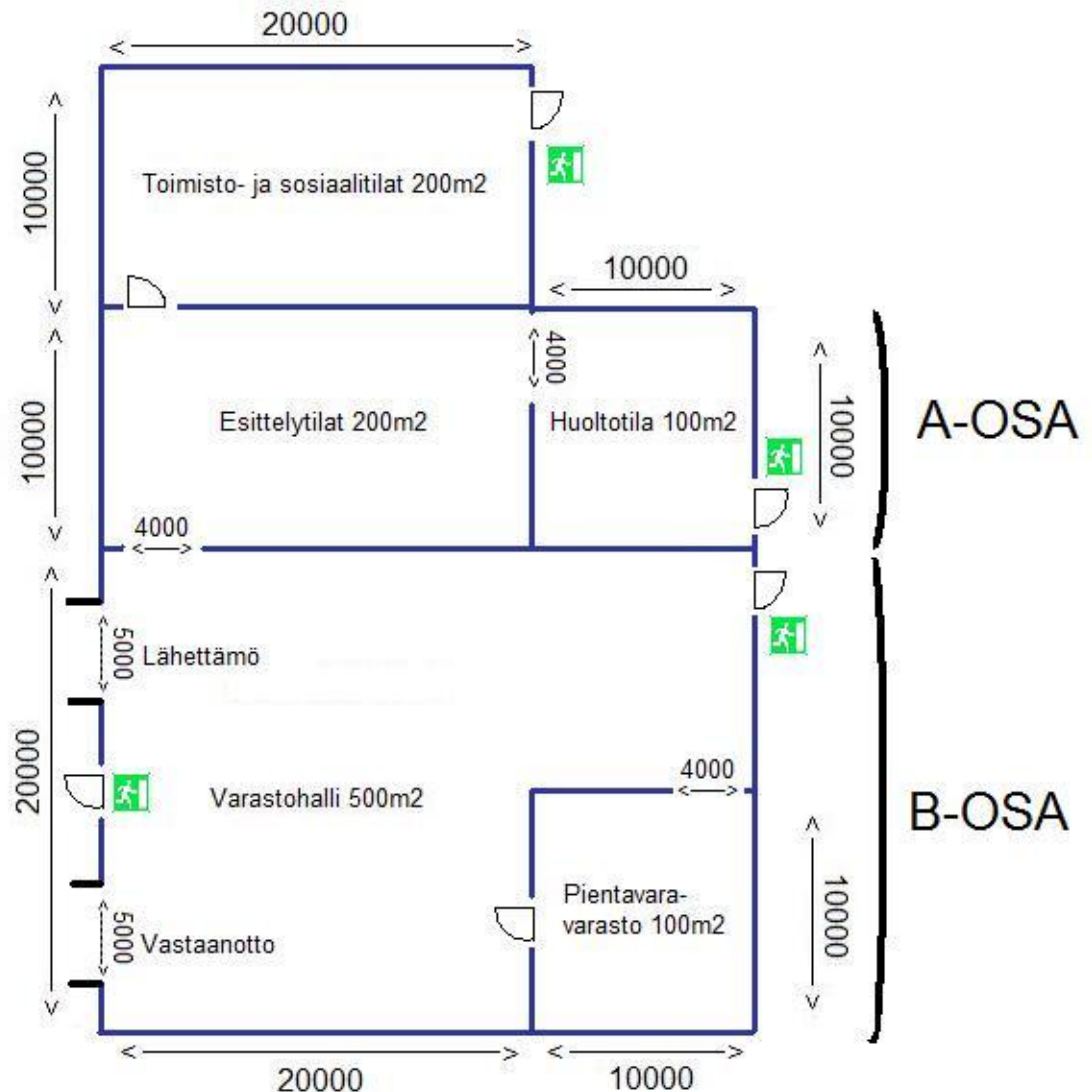 20000
10000
Toimisto- ja sosiaalitilat 200m2
10000
10000
4000
Esittelytilat 200m2
Huoltotila 100m2
10000
A-OSA
4000
5000
Lähettämö
20000
4000
Varastohalli 500m2
B-OSA
Pientavara-
varasto 100m2
10000
5000
Vastaanotto
20000
10000